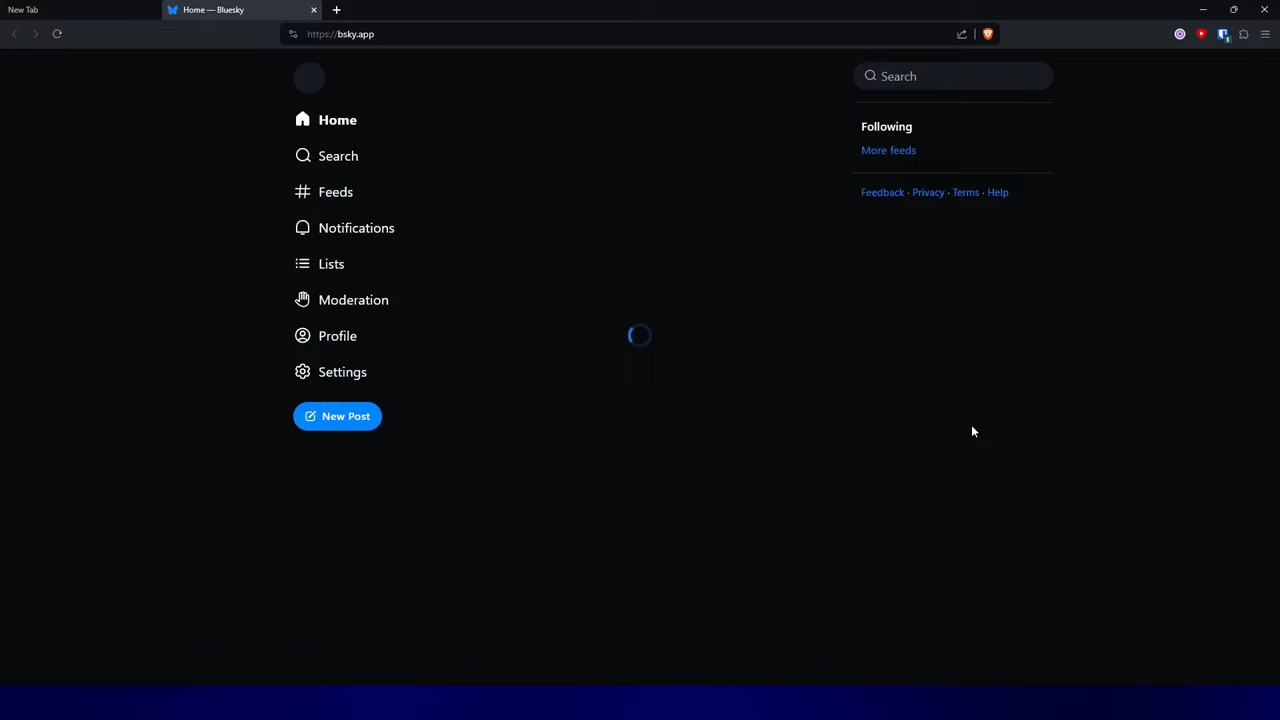 New Tab
Home — Bluesky
https://bsky.app
Search
Home
Search
Feeds
Notifications
Lists
Moderation
Profile
Settings
New Post
Following
More feeds
Feedback · Privacy · Terms · Help